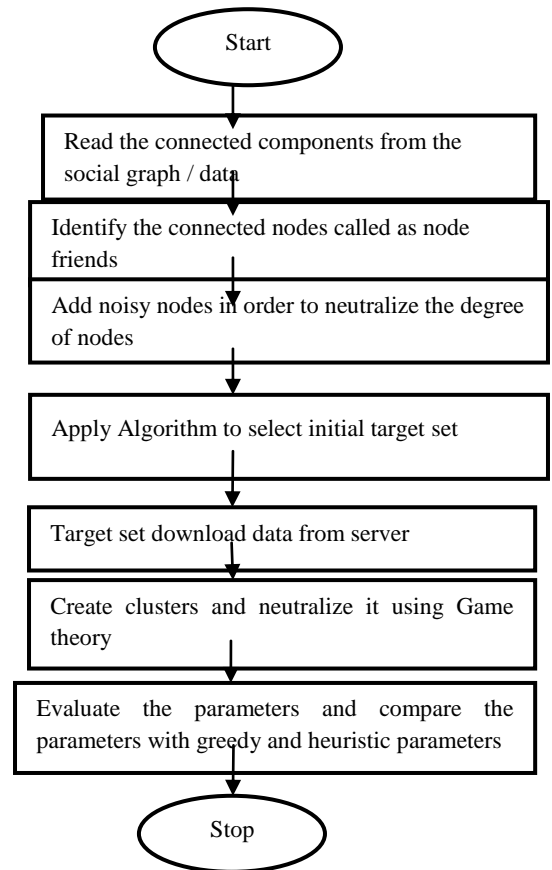 Start
Read the connected components from the
social graph / data
Identify the connected nodes called as node
friends
Add noisy nodes in order to neutralize the degree
of nodes
Apply Algorithm to select initial target set
Target set download data from server
Create clusters and neutralize it using Game
theory
Evaluate the parameters and compare the
parameters with greedy and heuristic parameters
Stop